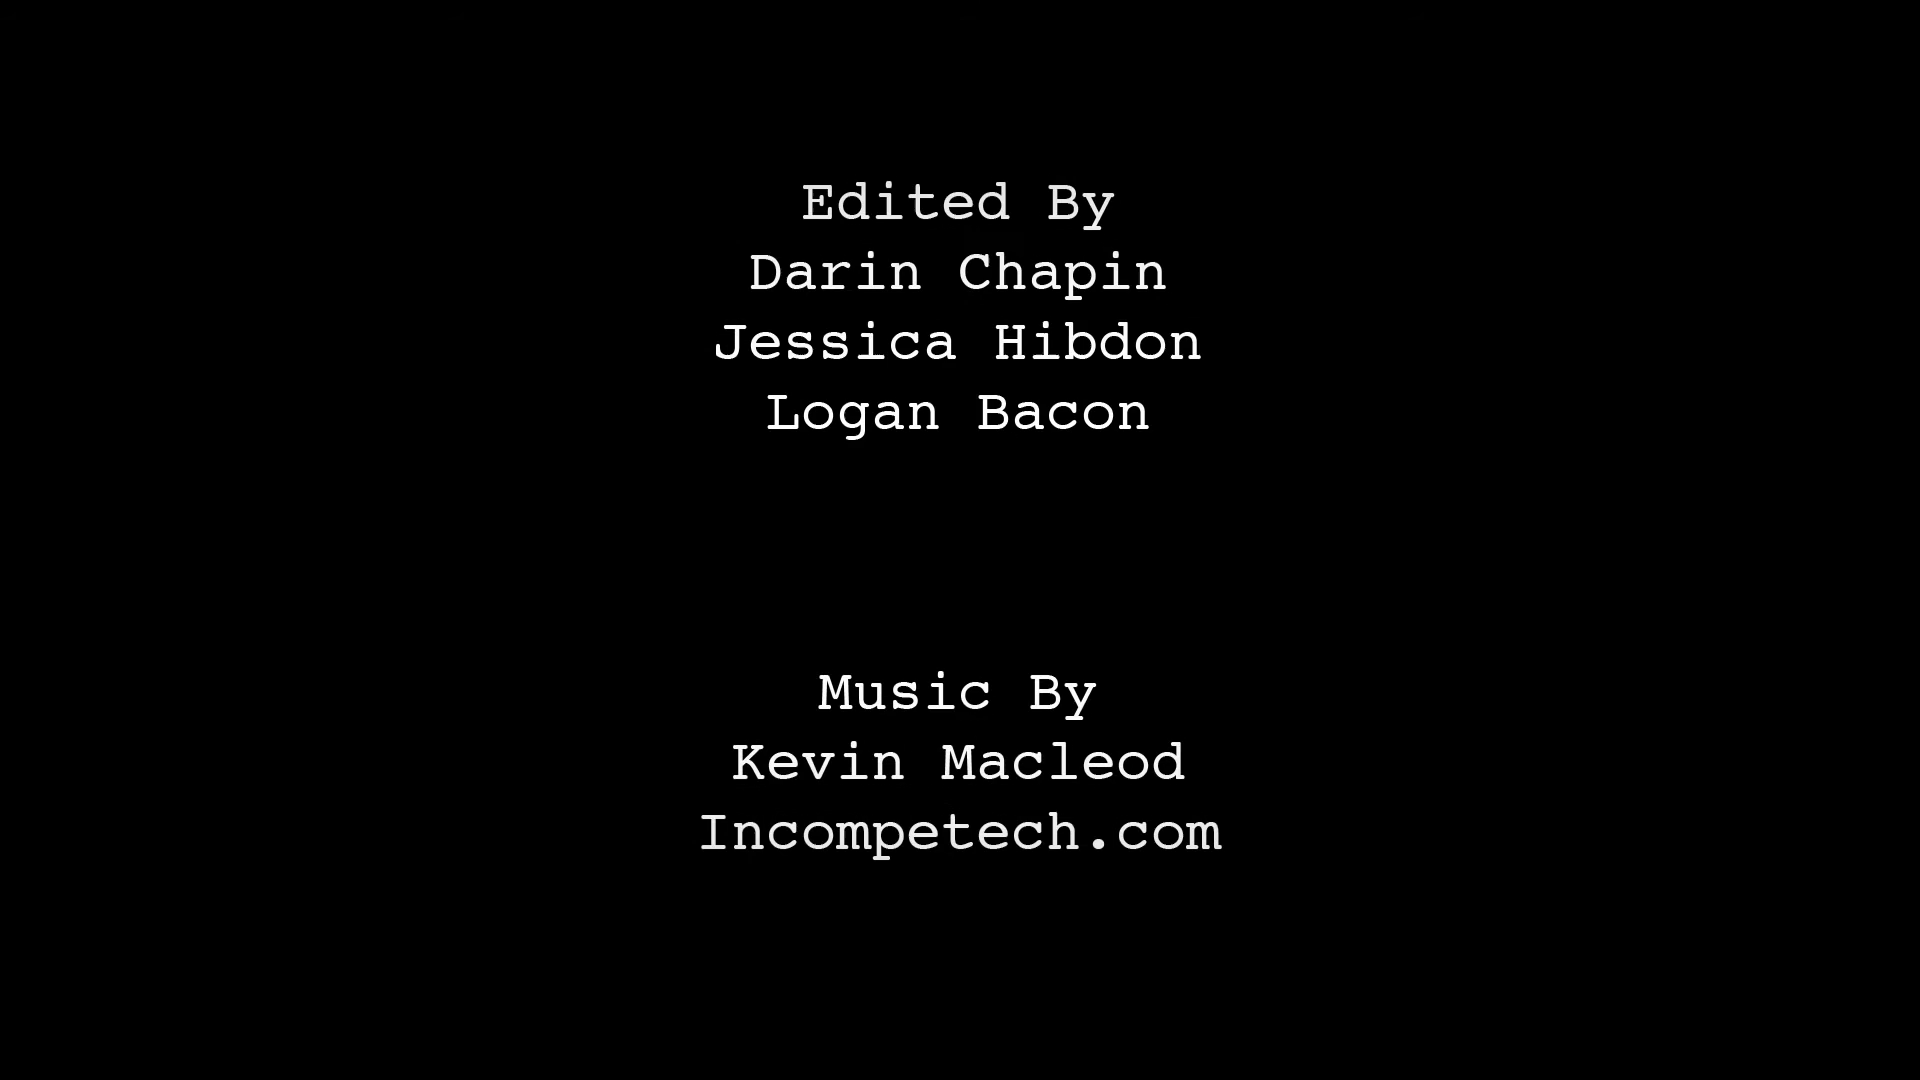 Edited By
Darin Chapin
Jessica Hibdon
Logan Bacon
Music By
Kevin Macleod
Incompetech.com